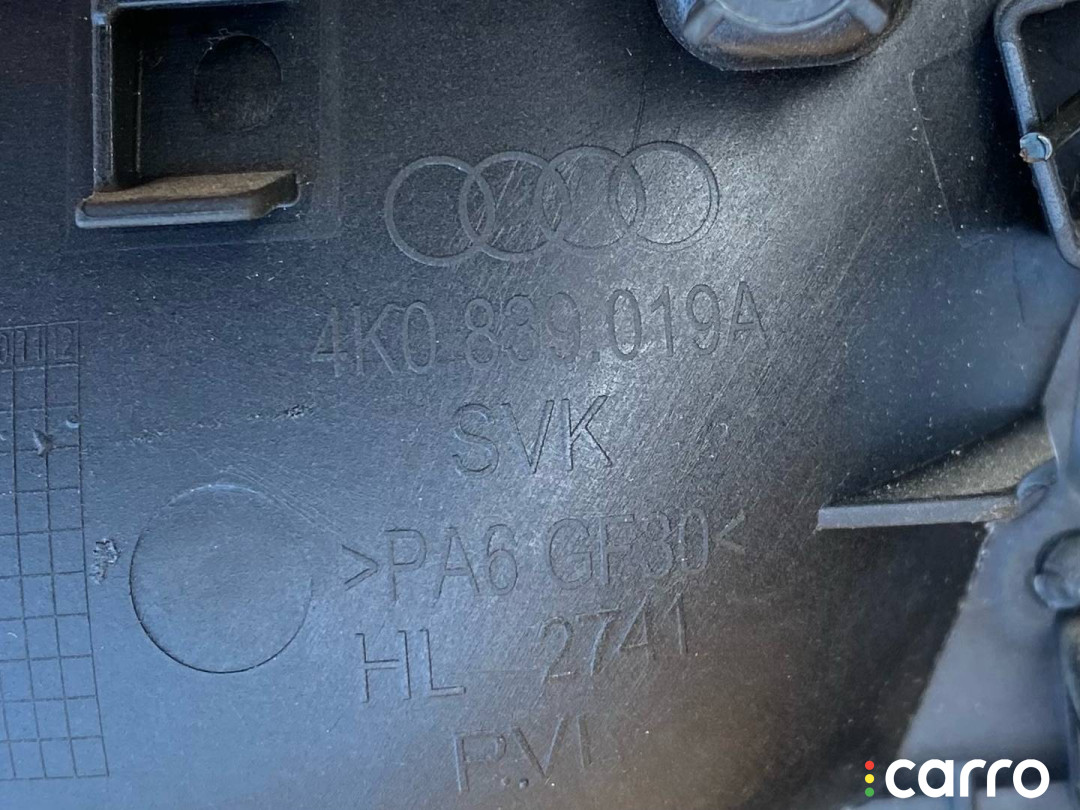 4K0.839.019A
SVK
>PA6 GF30<
HL 2741
carro